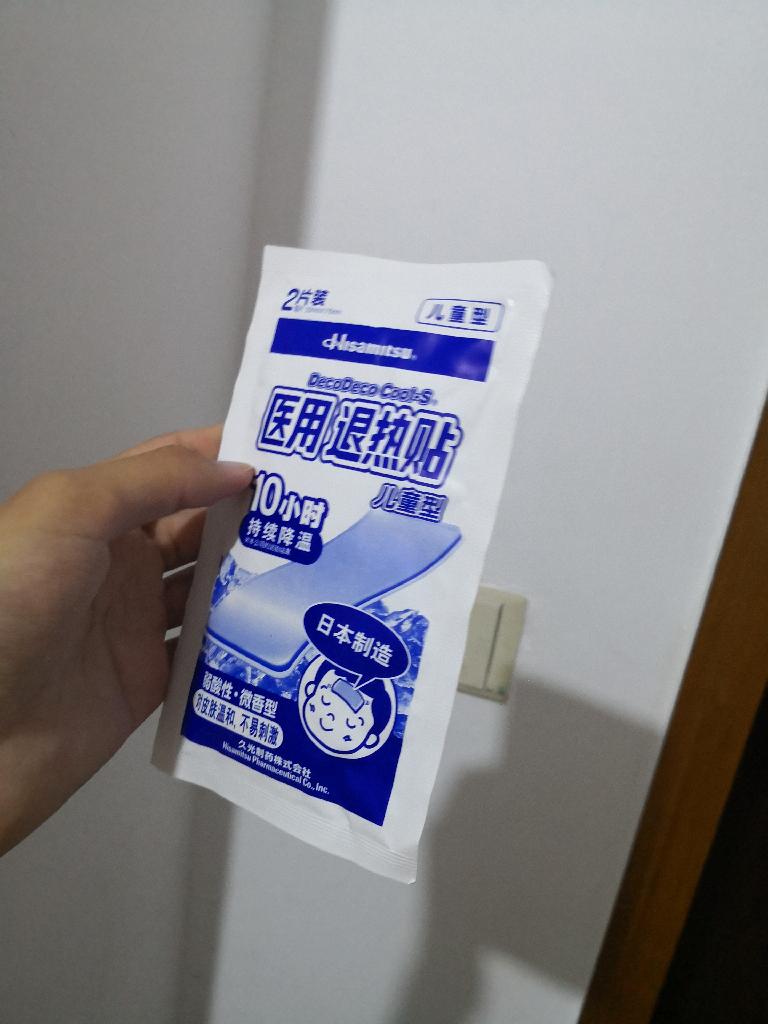 2片装
儿童型
Hisamitsu®
DecoDeco Cool-S®
医用退热贴
儿童型
10小时
持续降温
日本制造
弱酸性·微香型
对皮肤温和,不易刺激
久光制药株式会社
Hisamitsu Pharmaceutical Co., Inc.